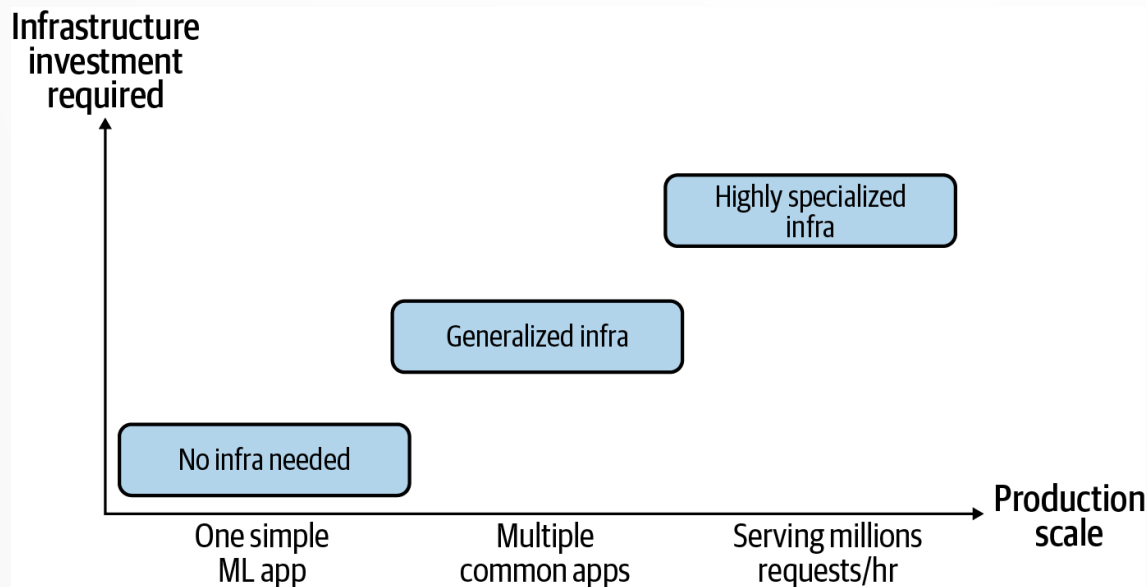 Infrastructure
investment
required
Highly specialized
infra
Generalized infra
No infra needed
One simple
ML app
Multiple
common apps
Serving millions
requests/hr
Production
scale